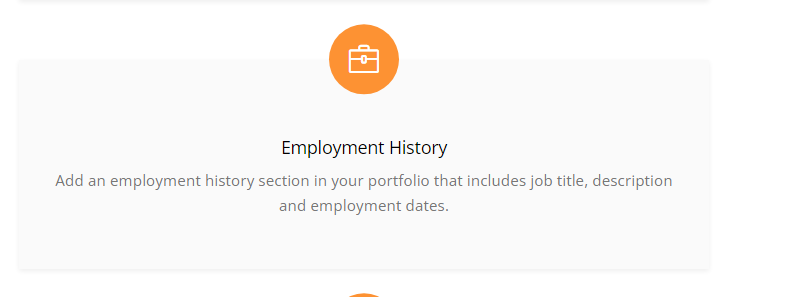 Employment History
Add an employment history section in your portfolio that includes job title, description
and employment dates.